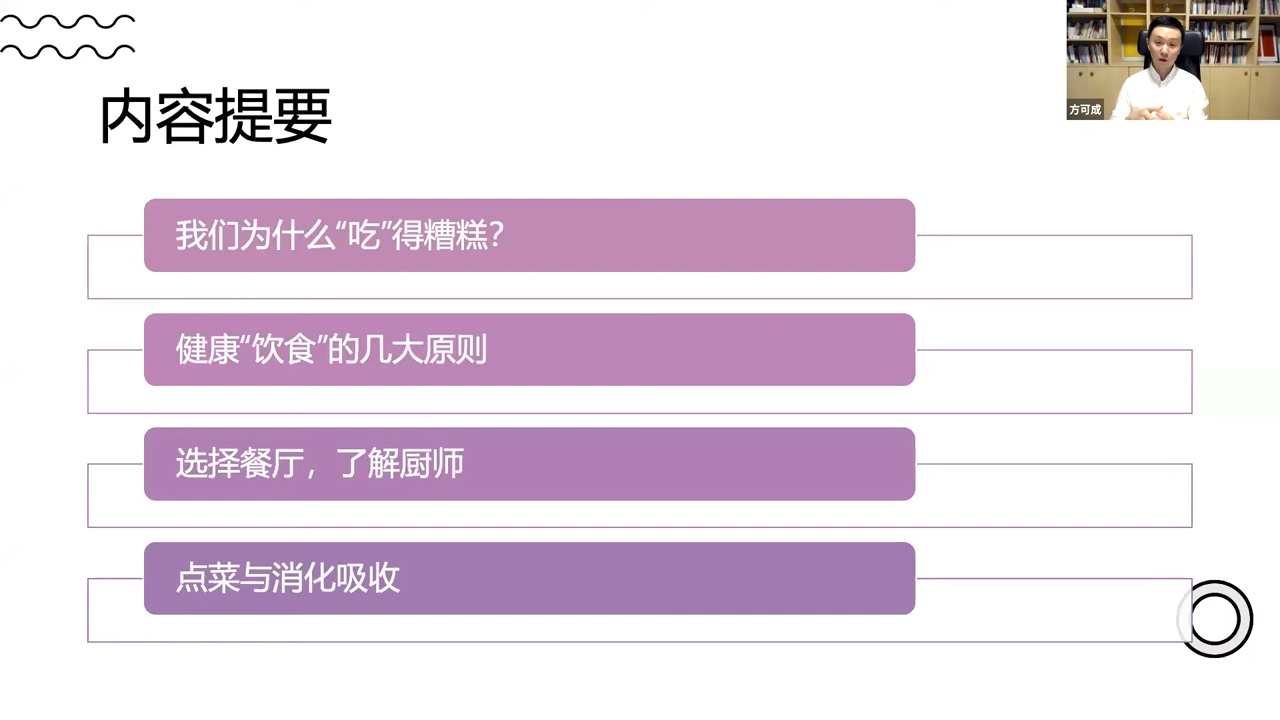 内容提要
方可成
我们为什么“吃”得糟糕？
健康“饮食”的几大原则
选择餐厅，了解厨师
点菜与消化吸收